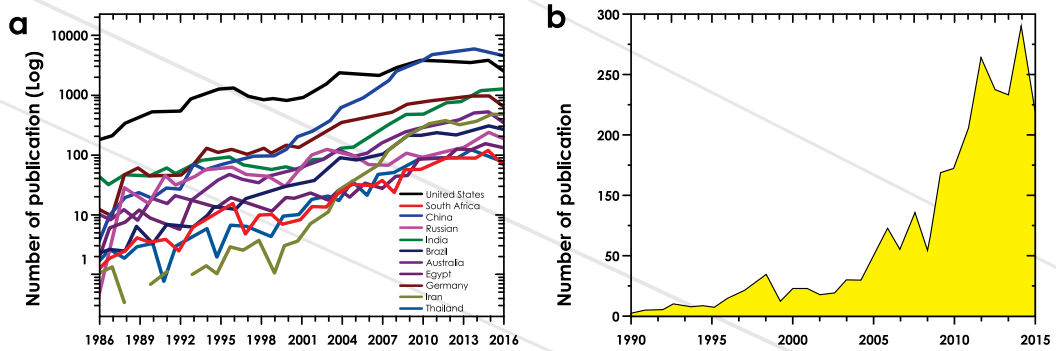 a
Number of publication (Log)
10000
1000
100
10
1
1986 1989 1992 1995 1998 2001 2004 2007 2010 2013 2016
United States
South Africa
China
Russian
India
Brazil
Australia
Egypt
Germany
Iran
Thailand
b
Number of publication
300
250
200
150
50
0
1990 1995 2000 2005 2010 2015